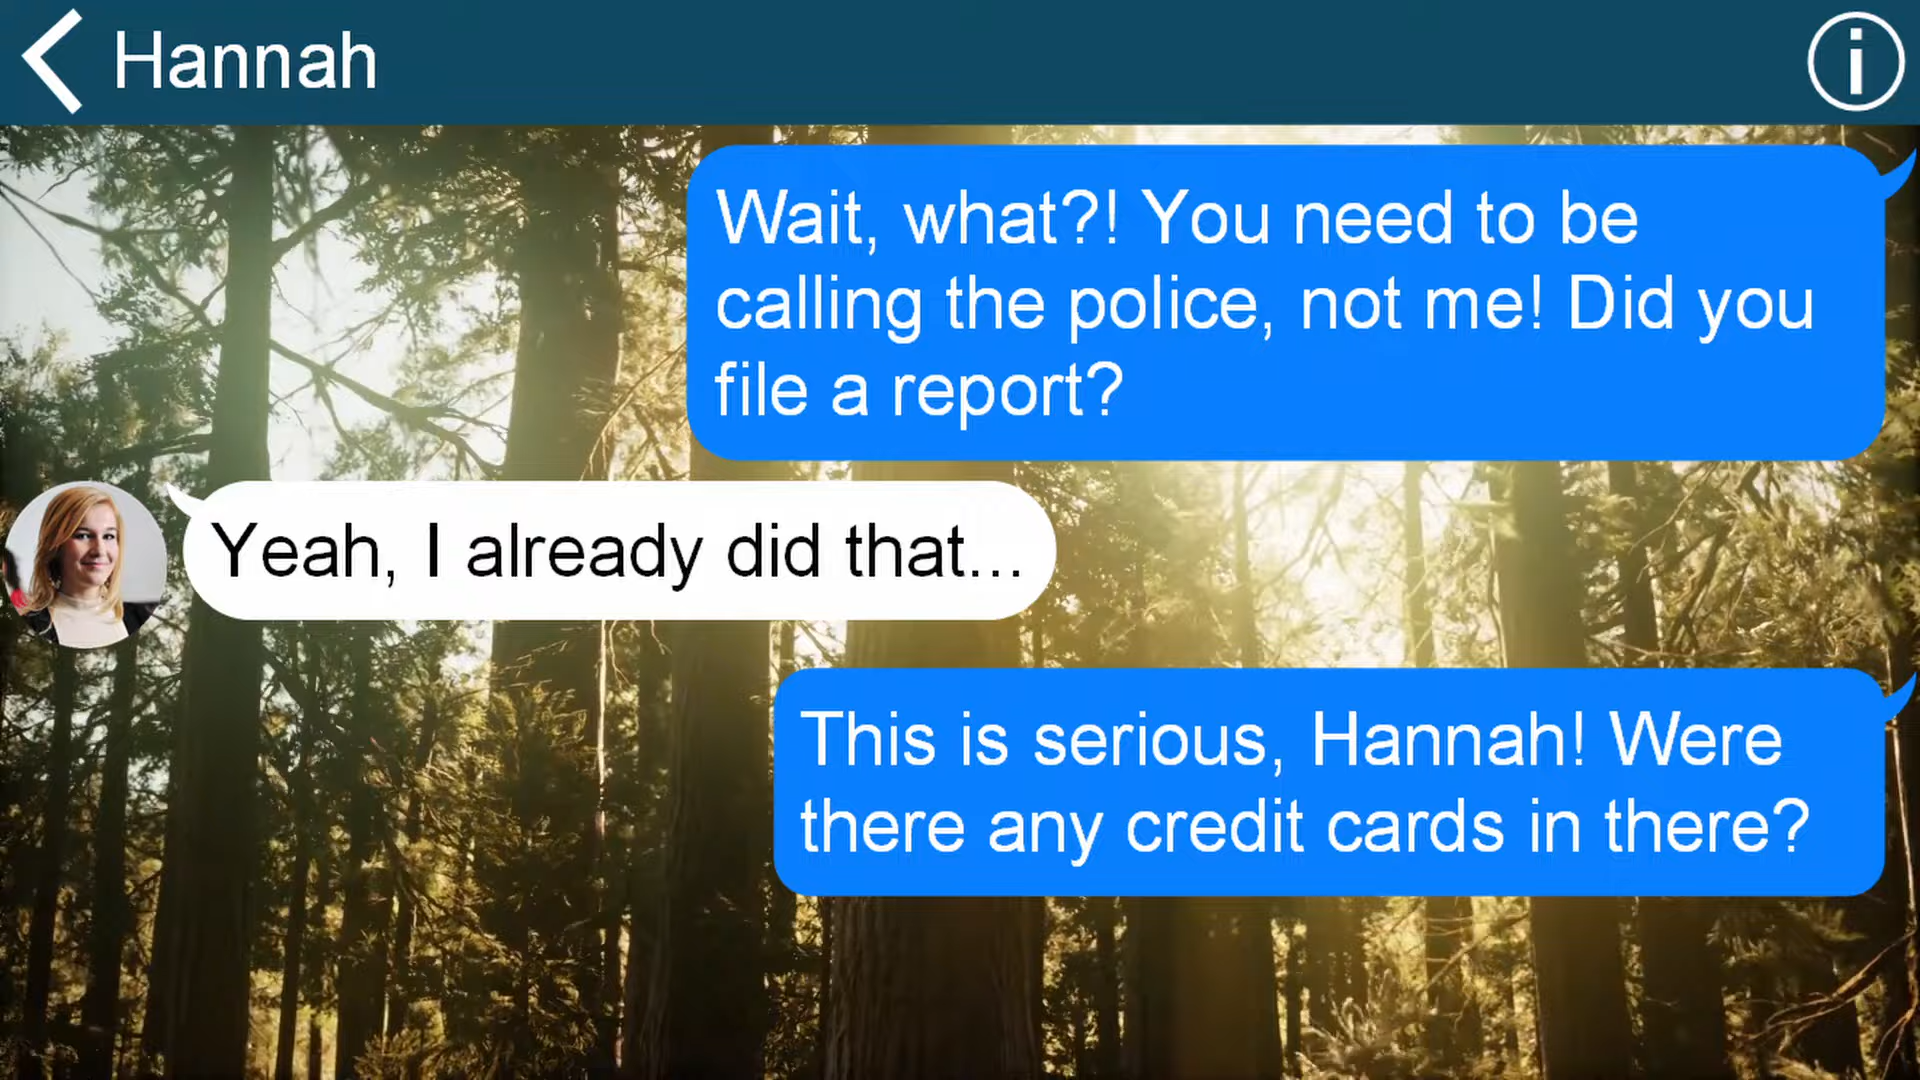 Hannah
Wait, what?! You need to be
calling the police, not me! Did you
file a report?
Yeah, I already did that...
This is serious, Hannah! Were
there any credit cards in there?